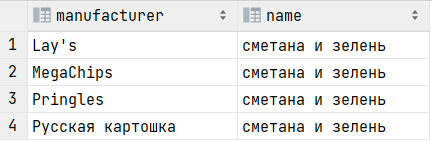 manufacturer name
1 Lay's сметана и зелень
2 MegaChips сметана и зелень
3 Pringles сметана и зелень
4 Русская картошка сметана и зелень